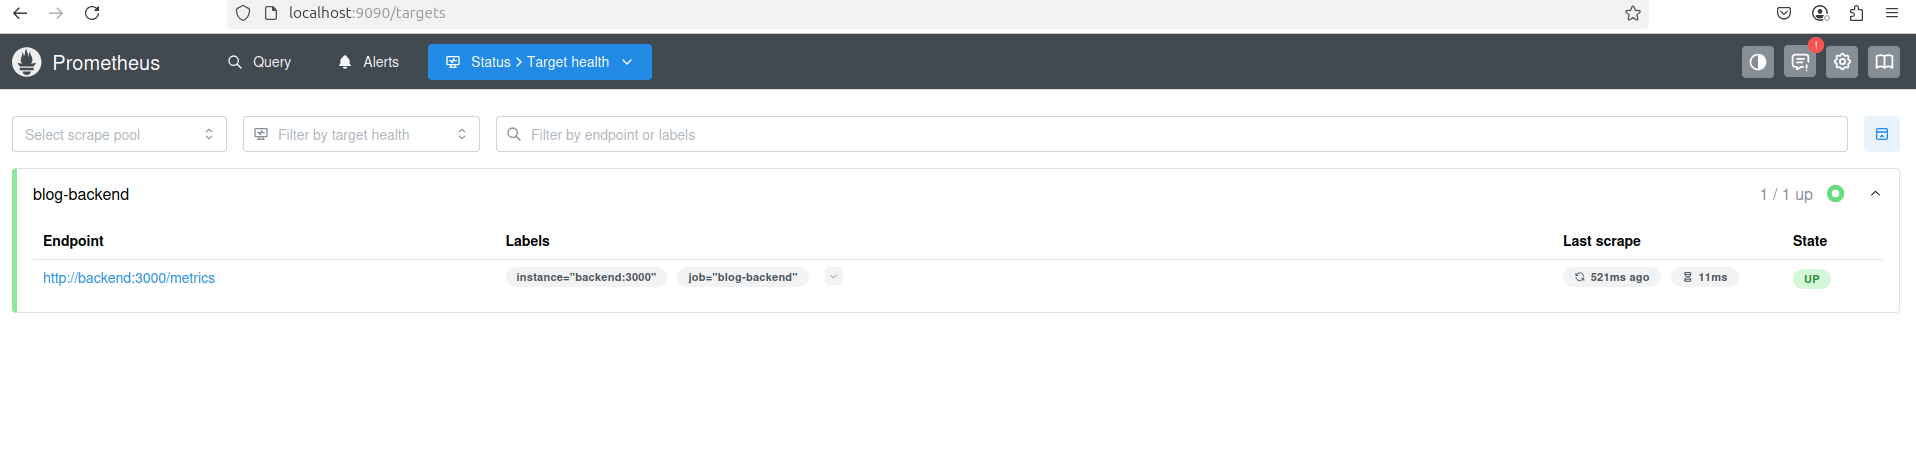 localhost:9090/targets
Prometheus Query Alerts Status > Target health !
Select scrape pool Filter by target health Filter by endpoint or labels
blog-backend 1 / 1 up
Endpoint Labels Last scrape State
http://backend:3000/metrics instance="backend:3000" job="blog-backend" 521ms ago 11ms UP